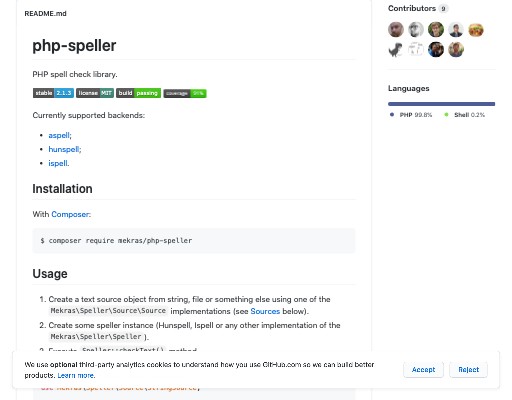 README.md
php-speller
PHP spell check library.
stable 2.1.3 license MIT build passing coverage
Currently supported backends:
• aspell;
• hunspell;
• ispell.
Installation
With Composer:
$ composer require mekras/php-speller
Usage
1. Create a text source object from string, file or something else using one of the
Mekras\Speller\Source\Source implementations (see Sources below).
2. Create some speller instance (Hunspell, Ispell or any other implementation of the
Mekras\Speller\Speller ).
3. Execute Speller::checkText() method.
We use optional third-party analytics cookies to understand how you use GitHub.com so we can build better
products. Learn more.
Accept
Reject
use Mekras\Speller\Source\StringSource;
Contributors 9
Languages
PHP 99.8% Shell 0.2%